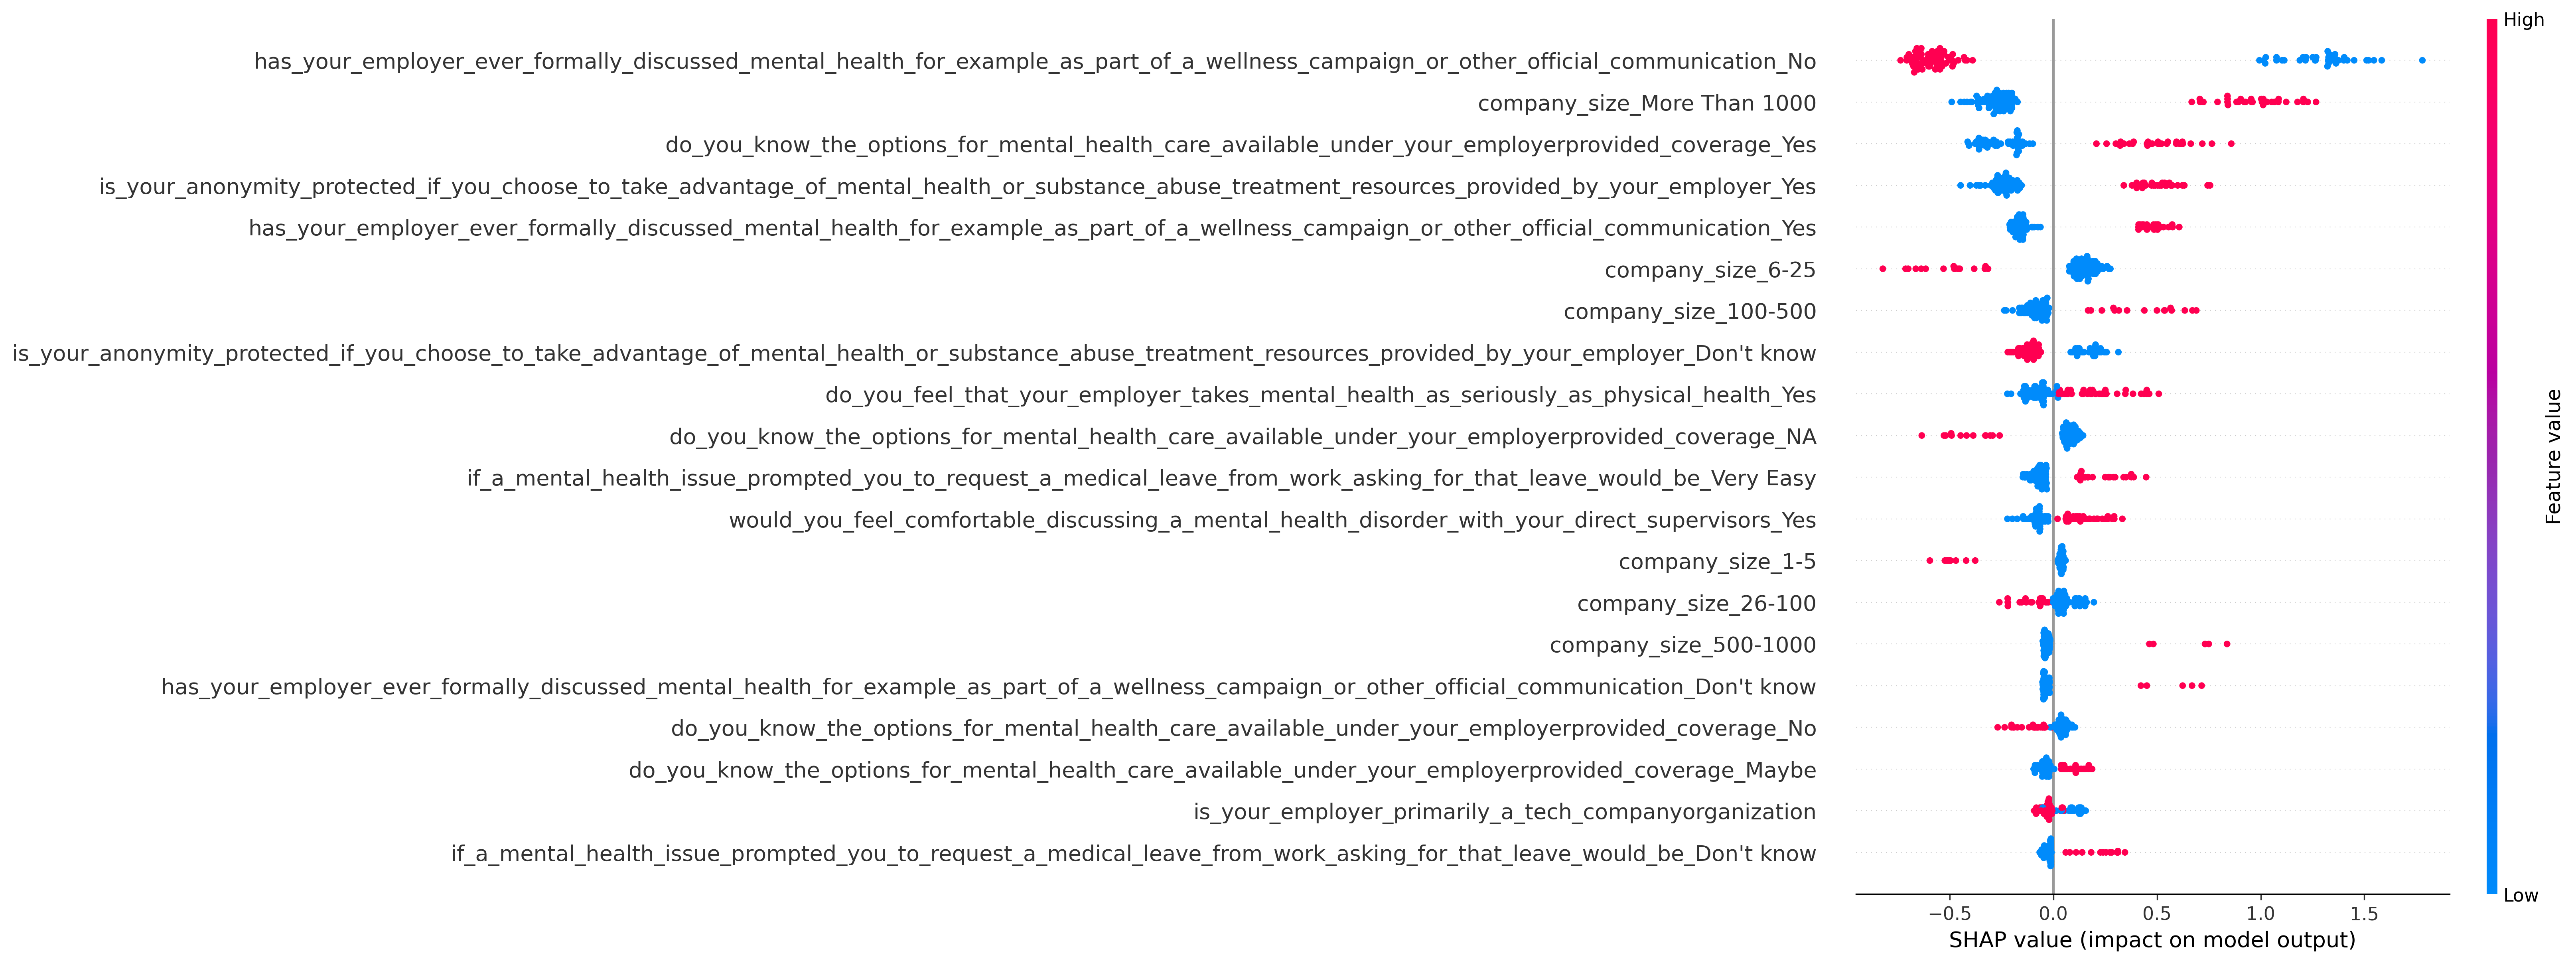 High
has_your_employer_ever_formally_discussed_mental_health_for_example_as_part_of_a_wellness_campaign_or_other_official_communication_No
company_size_More Than 1000
do_you_know_the_options_for_mental_health_care_available_under_your_employerprovided_coverage_Yes
is_your_anonymity_protected_if_you_choose_to_take_advantage_of_mental_health_or_substance_abuse_treatment_resources_provided_by_your_employer_Yes
has_your_employer_ever_formally_discussed_mental_health_for_example_as_part_of_a_wellness_campaign_or_other_official_communication_Yes
company_size_6-25
company_size_100-500
is_your_anonymity_protected_if_you_choose_to_take_advantage_of_mental_health_or_substance_abuse_treatment_resources_provided_by_your_employer_Don't know
do_you_feel_that_your_employer_takes_mental_health_as_seriously_as_physical_health_Yes
do_you_know_the_options_for_mental_health_care_available_under_your_employerprovided_coverage_NA
if_a_mental_health_issue_prompted_you_to_request_a_medical_leave_from_work_asking_for_that_leave_would_be_Very Easy
would_you_feel_comfortable_discussing_a_mental_health_disorder_with_your_direct_supervisors_Yes
company_size_1-5
company_size_26-100
company_size_500-1000
has_your_employer_ever_formally_discussed_mental_health_for_example_as_part_of_a_wellness_campaign_or_other_official_communication_Don't know
do_you_know_the_options_for_mental_health_care_available_under_your_employerprovided_coverage_No
do_you_know_the_options_for_mental_health_care_available_under_your_employerprovided_coverage_Maybe
is_your_employer_primarily_a_tech_companyorganization
if_a_mental_health_issue_prompted_you_to_request_a_medical_leave_from_work_asking_for_that_leave_would_be_Don't know
Feature value
Low
−0.5 0.0 0.5 1.0 1.5
SHAP value (impact on model output)